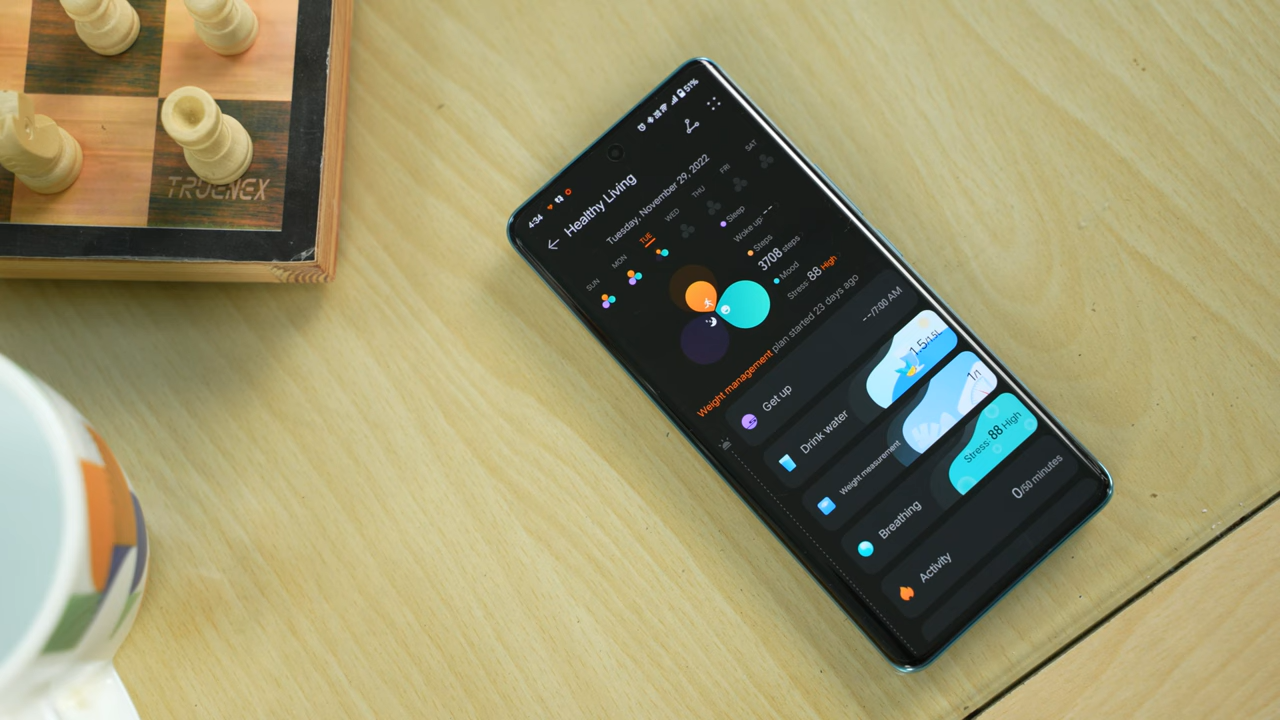 TRUENEX
4:34
51%
Healthy Living
Tuesday, November 29, 2022
SUN
MON
TUE
WED
THU
FRI
SAT
Sleep
Woke up: --
Steps
3708 steps
Mood
Stress: 88 High
Weight management plan started 23 days ago
Get up
--/7:00 AM
Drink water
1.5/1.5L
Weight measurement
1/1
Breathing
Stress: 88 High
Activity
0/50 minutes